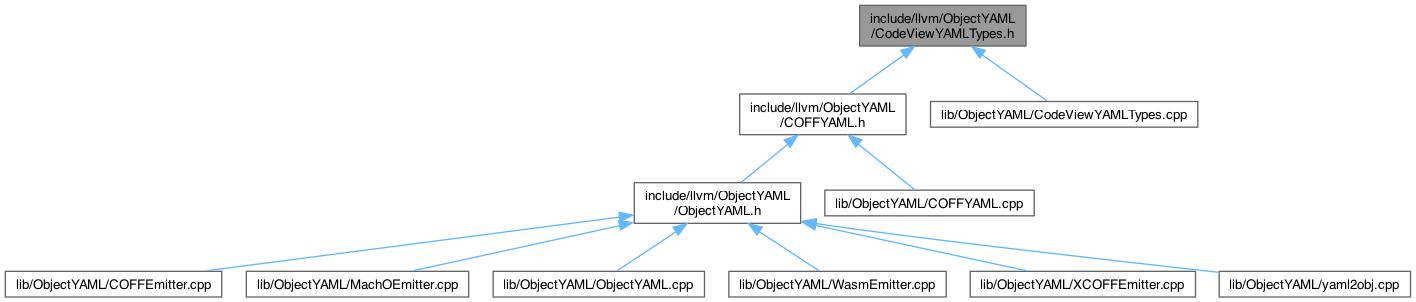 include/llvm/ObjectYAML
/CodeViewYAMLTypes.h
include/llvm/ObjectYAML
/COFFYAML.h
lib/ObjectYAML/CodeViewYAMLTypes.cpp
include/llvm/ObjectYAML
/ObjectYAML.h
lib/ObjectYAML/COFFYAML.cpp
lib/ObjectYAML/COFFEmitter.cpp
lib/ObjectYAML/MachOEmitter.cpp
lib/ObjectYAML/ObjectYAML.cpp
lib/ObjectYAML/WasmEmitter.cpp
lib/ObjectYAML/XCOFFEmitter.cpp
lib/ObjectYAML/yaml2obj.cpp